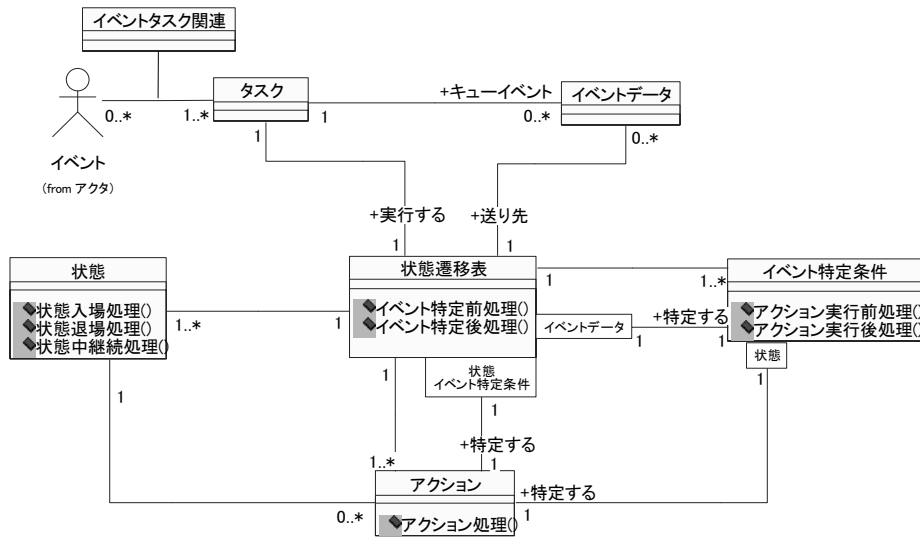 イベントタスク関連
タスク
+キューイベント
イベントデータ
0..*
1..*
1
0..*
イベント
(from アクタ)
1
0..*
+実行する
+送り先
1
1
状態
状態入場処理()
状態退場処理()
状態中継続処理()
1..*
1
状態遷移表
イベント特定前処理()
イベント特定後処理()
1
1..*
イベント特定条件
アクション実行前処理()
アクション実行後処理()
イベントデータ
+特定する
1
1
状態
状態
イベント特定条件
1
1
1
1
+特定する
1..*
1
アクション
アクション処理()
0..*
+特定する
1